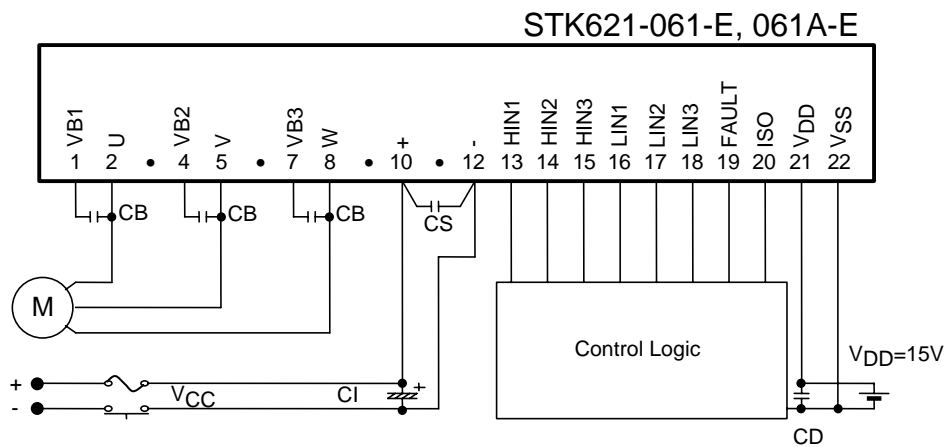 STK621-061-E, 061A-E
VB1 U VB2 V VB3 W + - HIN1 HIN2 HIN3 LIN1 LIN2 LIN3 FAULT ISO VDD VSS
1 2 • 4 5 • 7 8 • 10 • 12 13 14 15 16 17 18 19 20 21 22
CB CB CB CS
M
Control Logic
VDD=15V
+ VCC CI +
-
CD